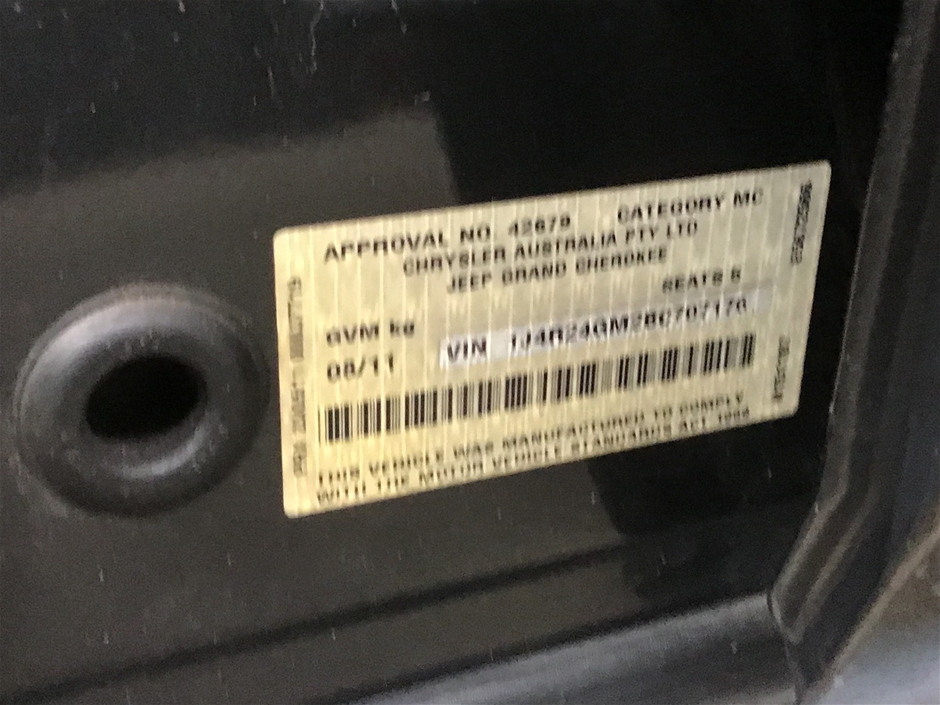 APPROVAL NO. 42679 CATEGORY MC
CHRYSLER AUSTRALIA PTY LTD
JEEP GRAND CHEROKEE
SEATS 5
GVM kg
08/11 VIN
THIS VEHICLE WAS MANUFACTURED TO COMPLY
WITH THE MOTOR VEHICLE STANDARDS ACT 1989